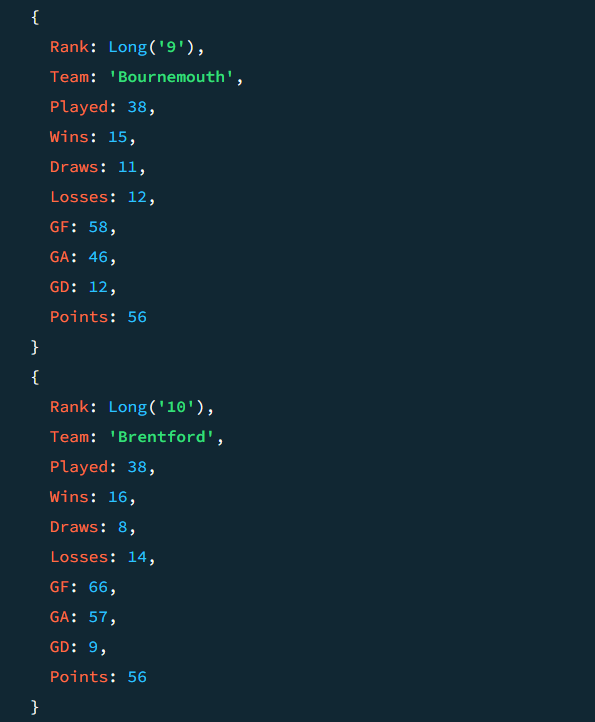 {
Rank: Long('9'),
Team: 'Bournemouth',
Played: 38,
Wins: 15,
Draws: 11,
Losses: 12,
GF: 58,
GA: 46,
GD: 12,
Points: 56
}
{
Rank: Long('10'),
Team: 'Brentford',
Played: 38,
Wins: 16,
Draws: 8,
Losses: 14,
GF: 66,
GA: 57,
GD: 9,
Points: 56
}